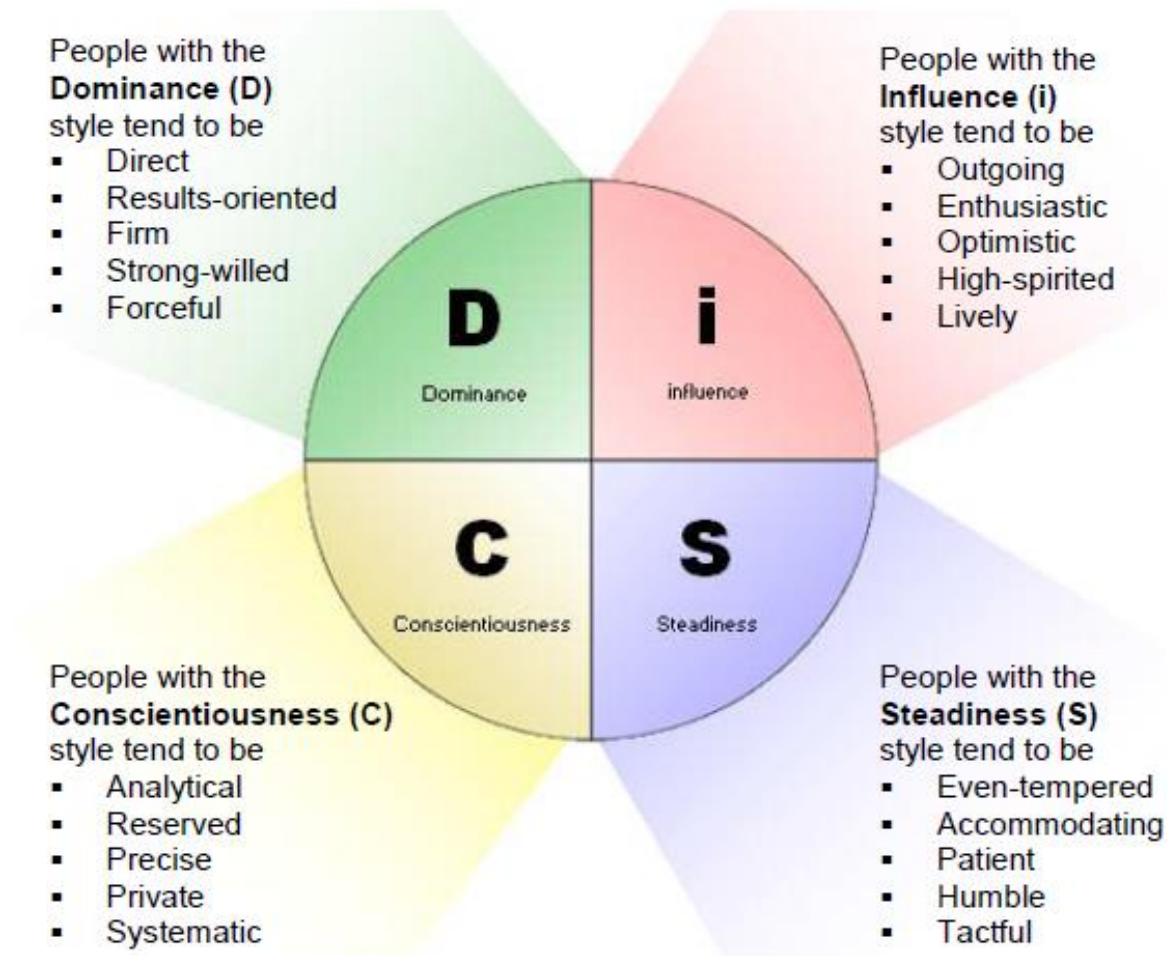 People with the
Dominance (D)
style tend to be
▪ Direct
▪ Results-oriented
▪ Firm
▪ Strong-willed
▪ Forceful
People with the
Influence (i)
style tend to be
▪ Outgoing
▪ Enthusiastic
▪ Optimistic
▪ High-spirited
▪ Lively
D
Dominance
i
influence
C
Conscientiousness
S
Steadiness
People with the
Conscientiousness (C)
style tend to be
▪ Analytical
▪ Reserved
▪ Precise
▪ Private
▪ Systematic
People with the
Steadiness (S)
style tend to be
▪ Even-tempered
▪ Accommodating
▪ Patient
▪ Humble
▪ Tactful